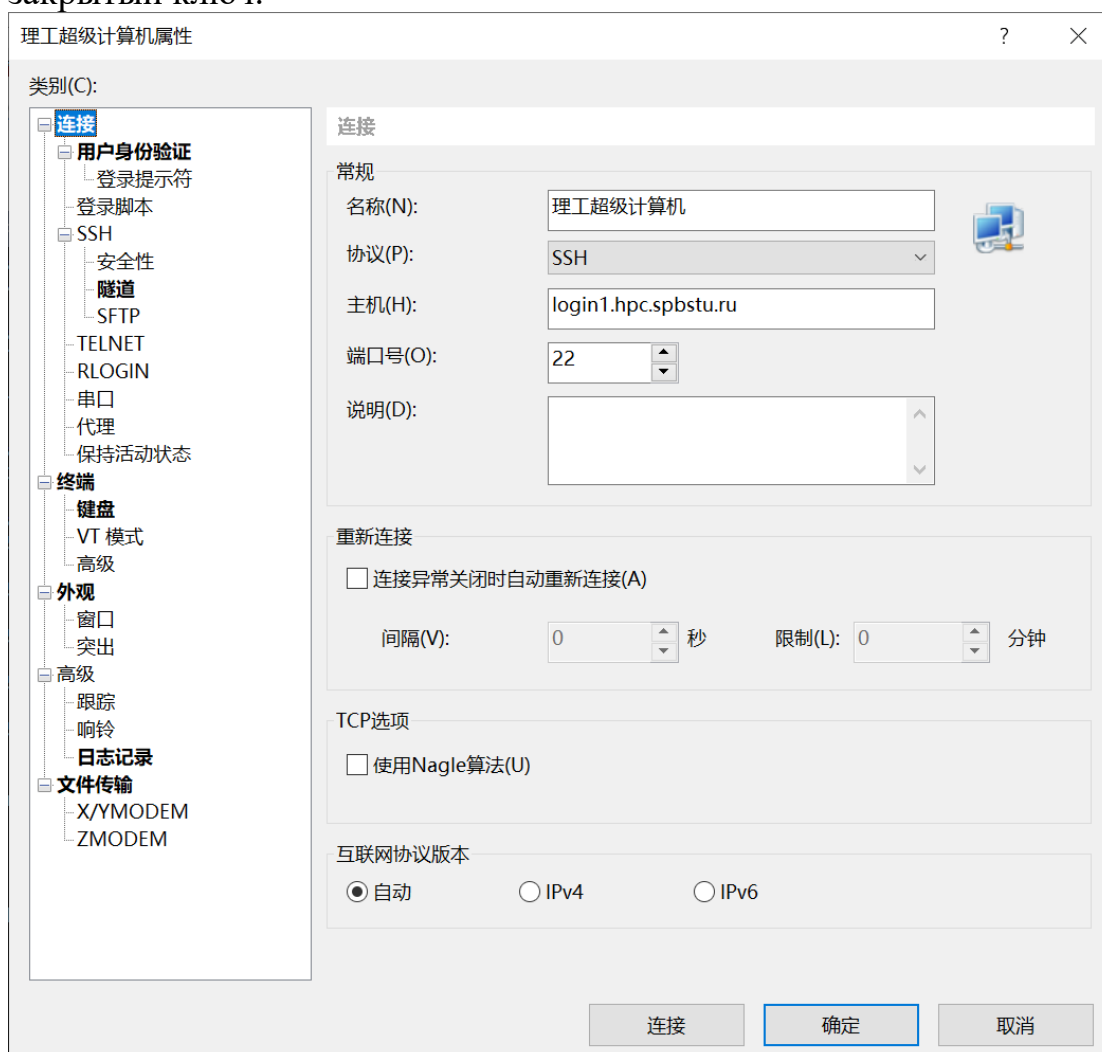 закрытый ключ.
理工超级计算机属性
?
类别(C):
连接
用户身份验证
登录提示符
登录脚本
SSH
安全性
隧道
SFTP
TELNET
RLOGIN
串口
代理
保持活动状态
终端
键盘
VT 模式
高级
外观
窗口
突出
高级
跟踪
响铃
日志记录
文件传输
X/YMODEM
ZMODEM
连接
常规
名称(N): 理工超级计算机
协议(P): SSH
主机(H): login1.hpc.spbstu.ru
端口号(O): 22
说明(D):
重新连接
连接异常关闭时自动重新连接(A)
间隔(V): 0 秒 限制(L): 0 分钟
TCP选项
使用Nagle算法(U)
互联网协议版本
自动 IPv4 IPv6
连接 确定 取消